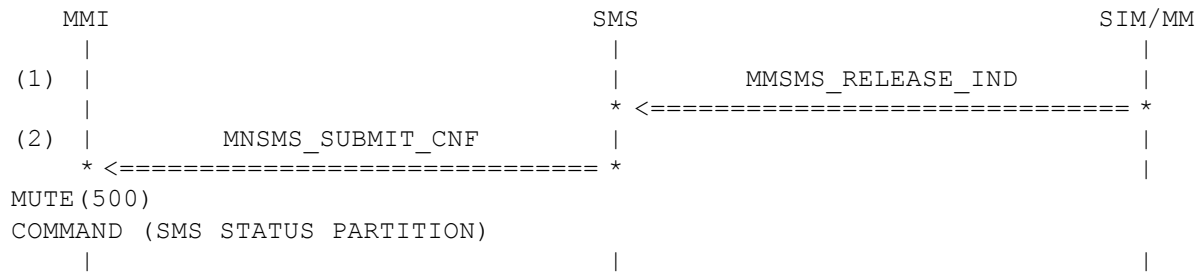 MMI SMS SIM/MM
| | |
(1) | | MMSMS_RELEASE_IND |
| * <============================== *
(2) | MNSMS_SUBMIT_CNF | |
* <============================== * |
MUTE(500)
COMMAND (SMS STATUS PARTITION)
| | |